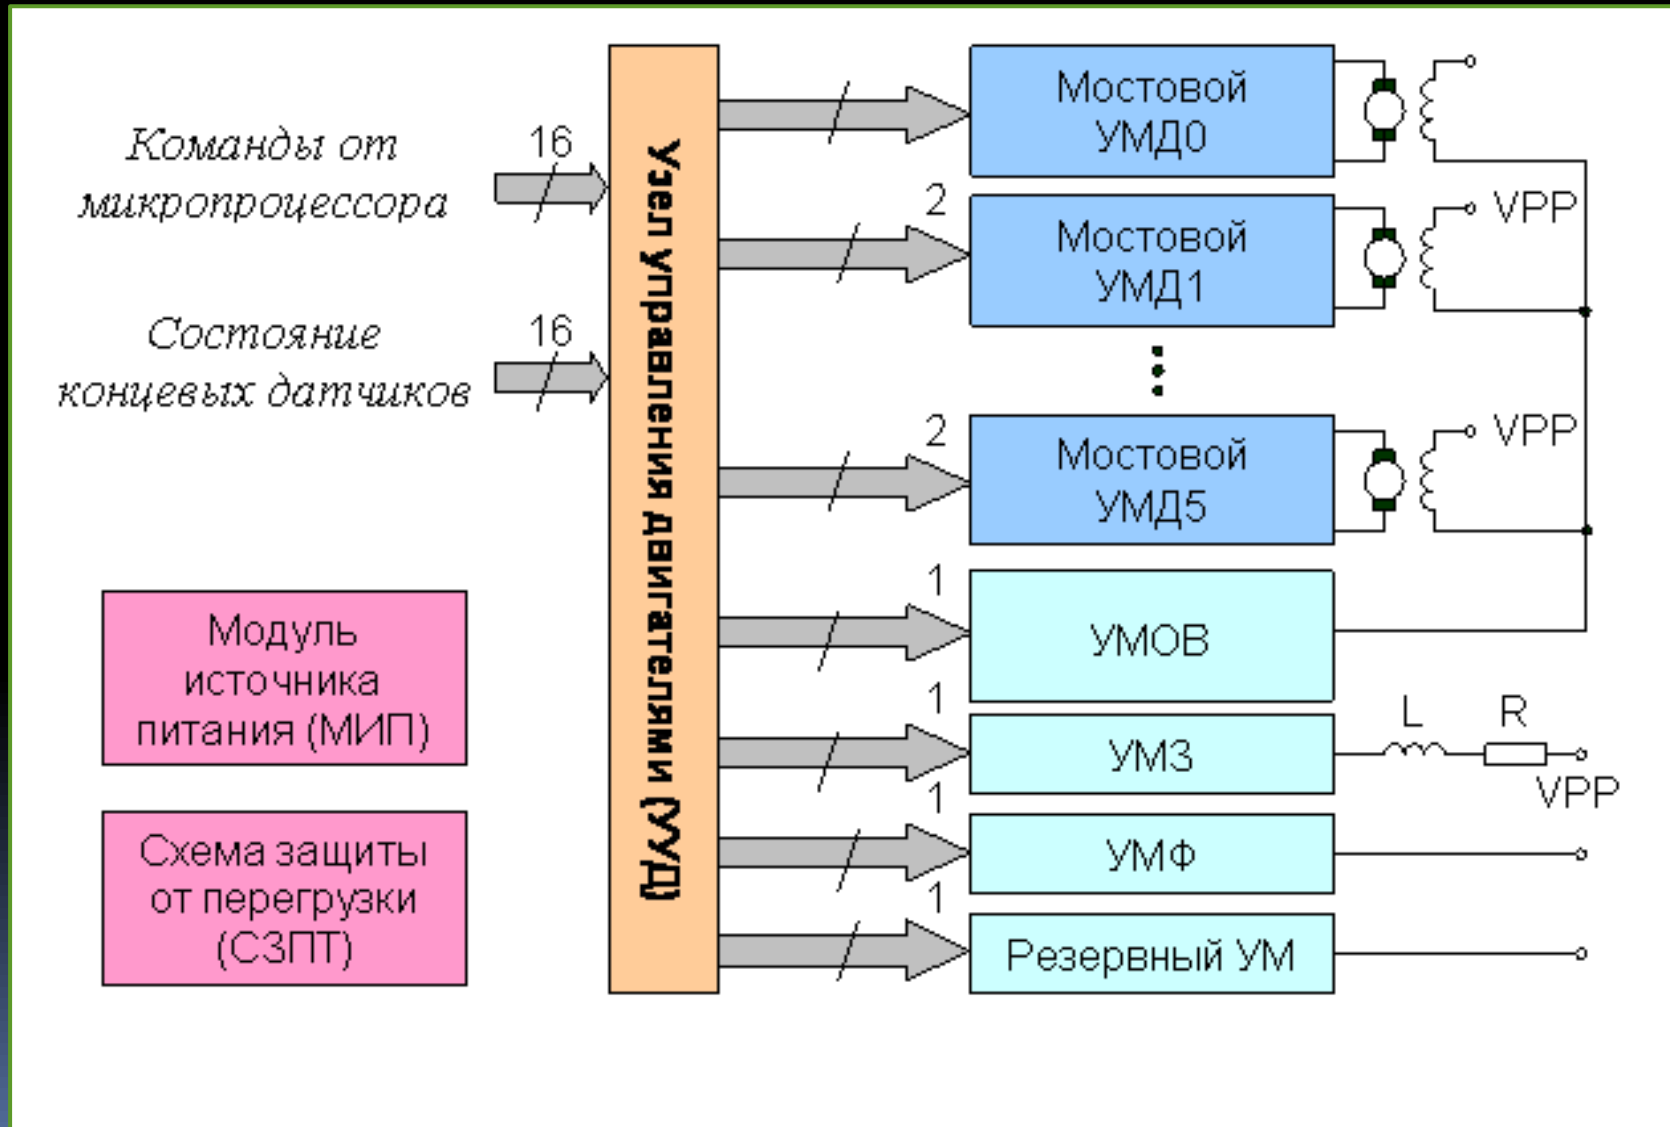 Команды от
микропроцессора
16
Состояние
концевых датчиков
16
Модуль
источника
питания (МИП)
Схема защиты
от перегрузки
(СЗПТ)
Узел управления двигателями (УУД)
Мостовой
УМД0
2
Мостовой
УМД1
VPP
2
Мостовой
УМД5
VPP
1
УМОВ
1
УМЗ
L
R
VPP
1
УМФ
1
Резервный УМ